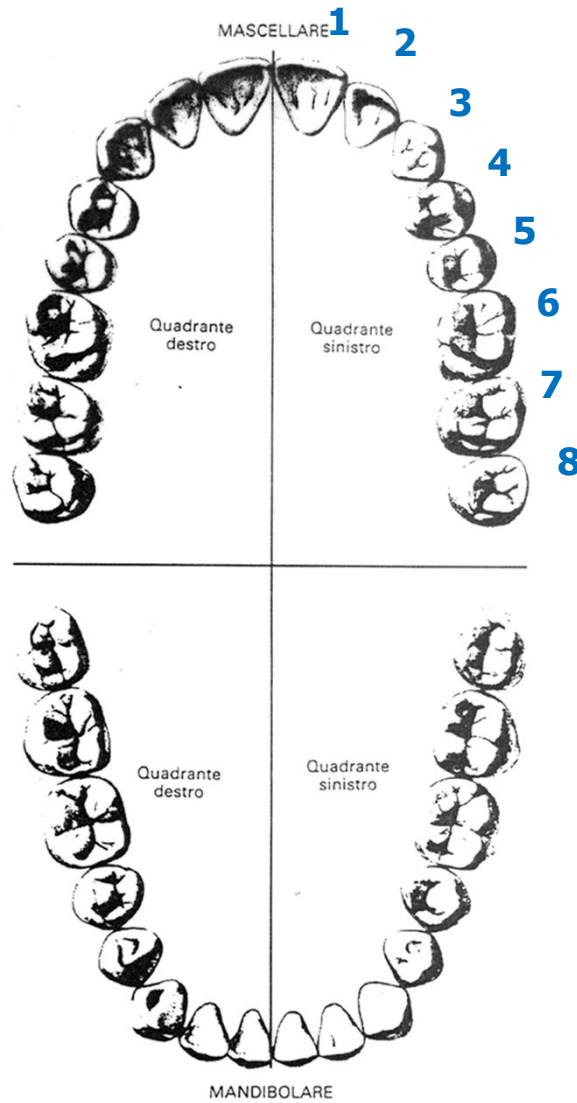 MASCELLARE 1
2
3
4
5
6
7
8
Quadrante
destro
Quadrante
sinistro
Quadrante
destro
Quadrante
sinistro
MANDIBOLARE